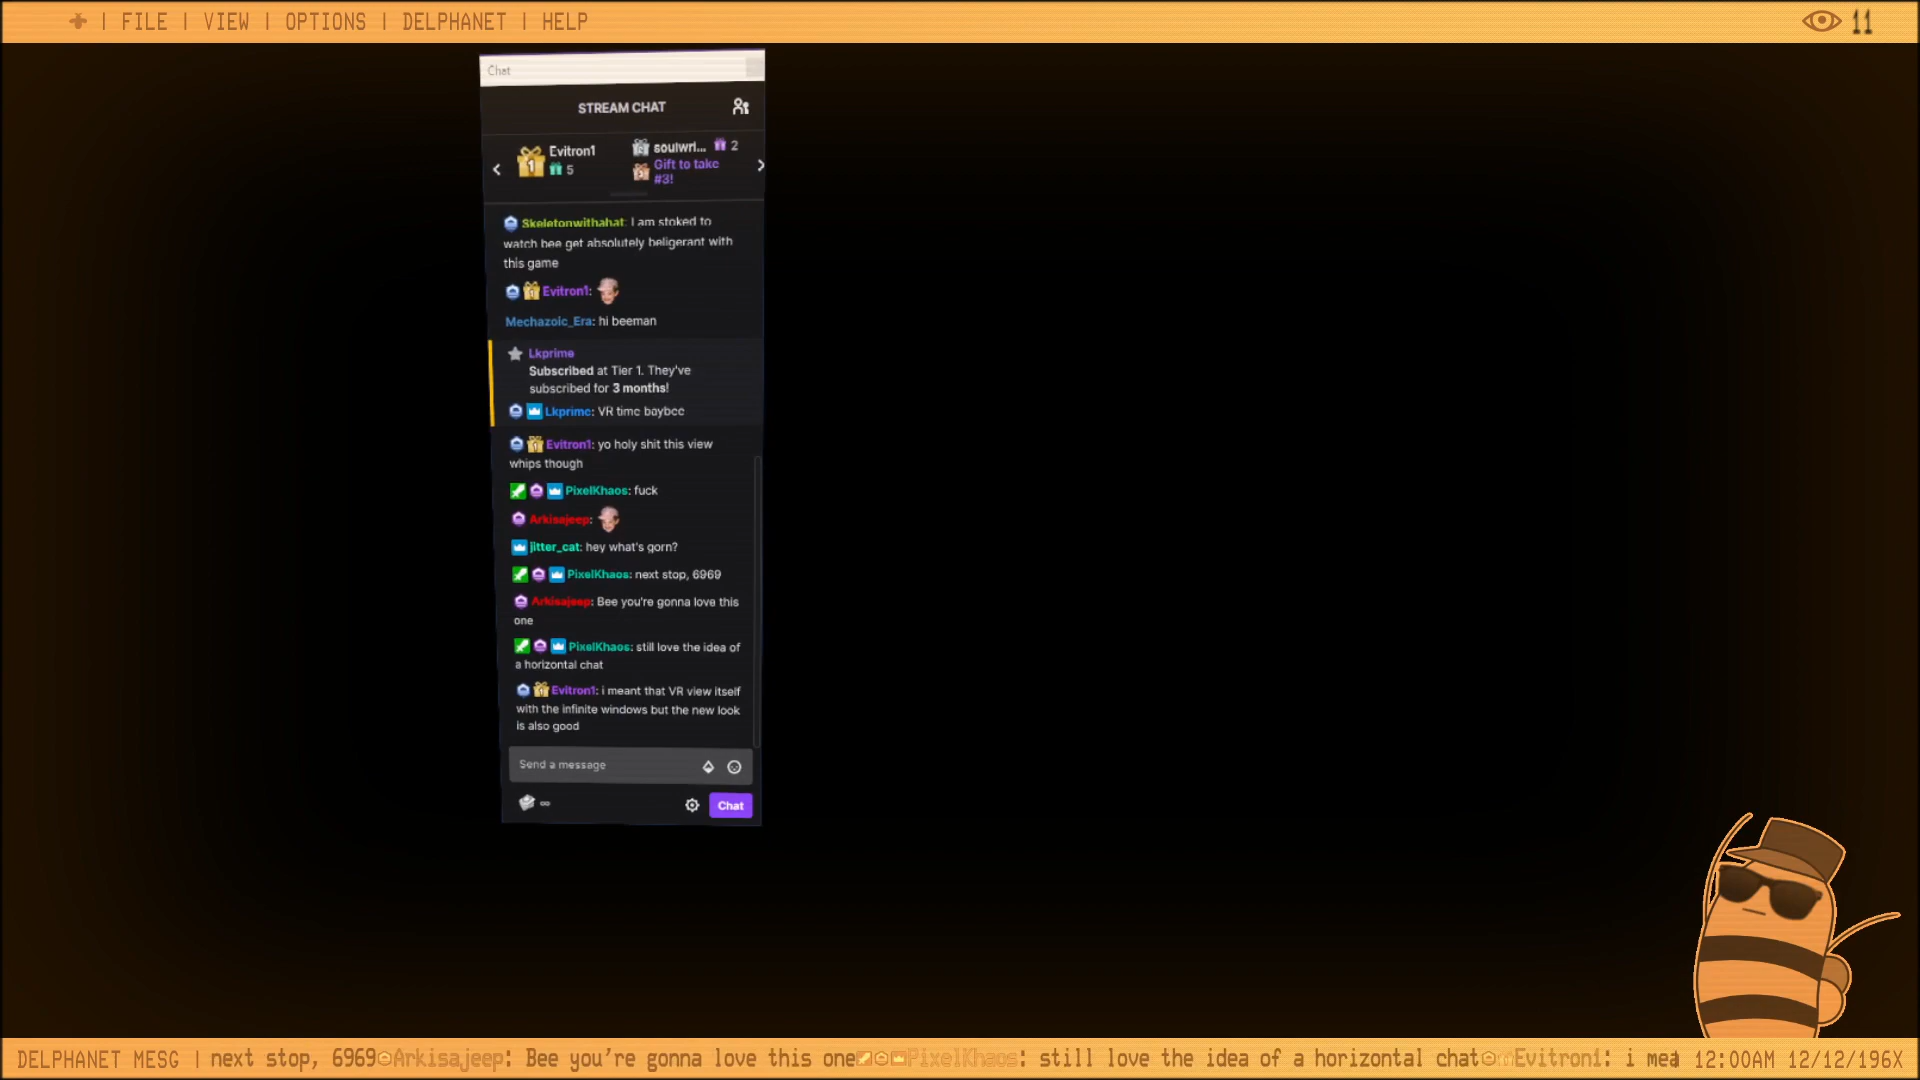 | FILE | VIEW | OPTIONS | DELPHANET | HELP
11
Chat
STREAM CHAT
Evitron1
5
soulwri... 2
Gift to take
#3!
Skeletonwithahat: I am stoked to
watch bee get absolutely beligerant with
this game
Evitron1:
Mechazoic_Era: hi beeman
Lkprime
Subscribed at Tier 1. They've
subscribed for 3 months!
Lkprime: VR time baybee
Evitron1: yo holy shit this view
whips though
PixelKhaos: fuck
Arkisajeep:
jitter_cat: hey what's gorn?
PixelKhaos: next stop, 6969
Arkisajeep: Bee you're gonna love this
one
PixelKhaos: still love the idea of
a horizontal chat
Evitron1: i meant that VR view itself
with the infinite windows but the new look
is also good
Send a message
∞
Chat
DELPHANET MESG | next stop, 6969 Arkisajeep: Bee you're gonna love this one PixelKhaos: still love the idea of a horizontal chat Evitron1: i mea 12:00AM 12/12/196X